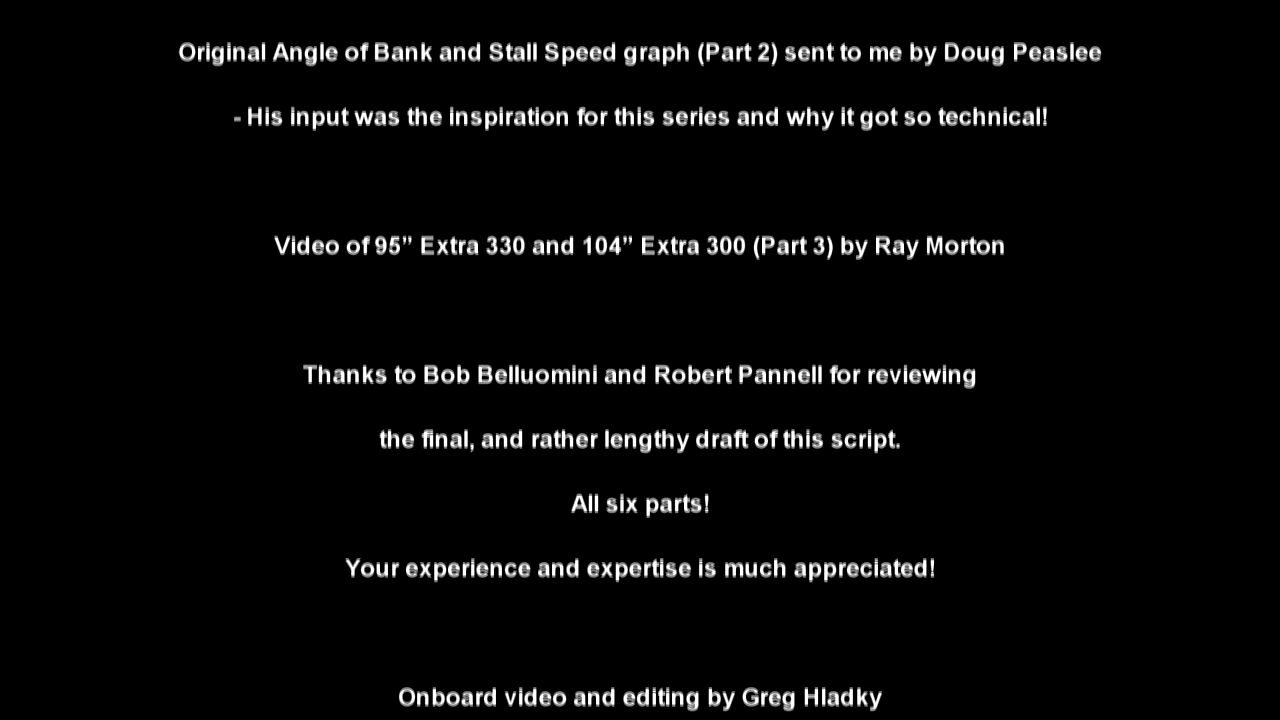 Original Angle of Bank and Stall Speed graph (Part 2) sent to me by Doug Peaslee
- His input was the inspiration for this series and why it got so technical!
Video of 95” Extra 330 and 104” Extra 300 (Part 3) by Ray Morton
Thanks to Bob Belluomini and Robert Pannell for reviewing
the final, and rather lengthy draft of this script.
All six parts!
Your experience and expertise is much appreciated!
Onboard video and editing by Greg Hladky